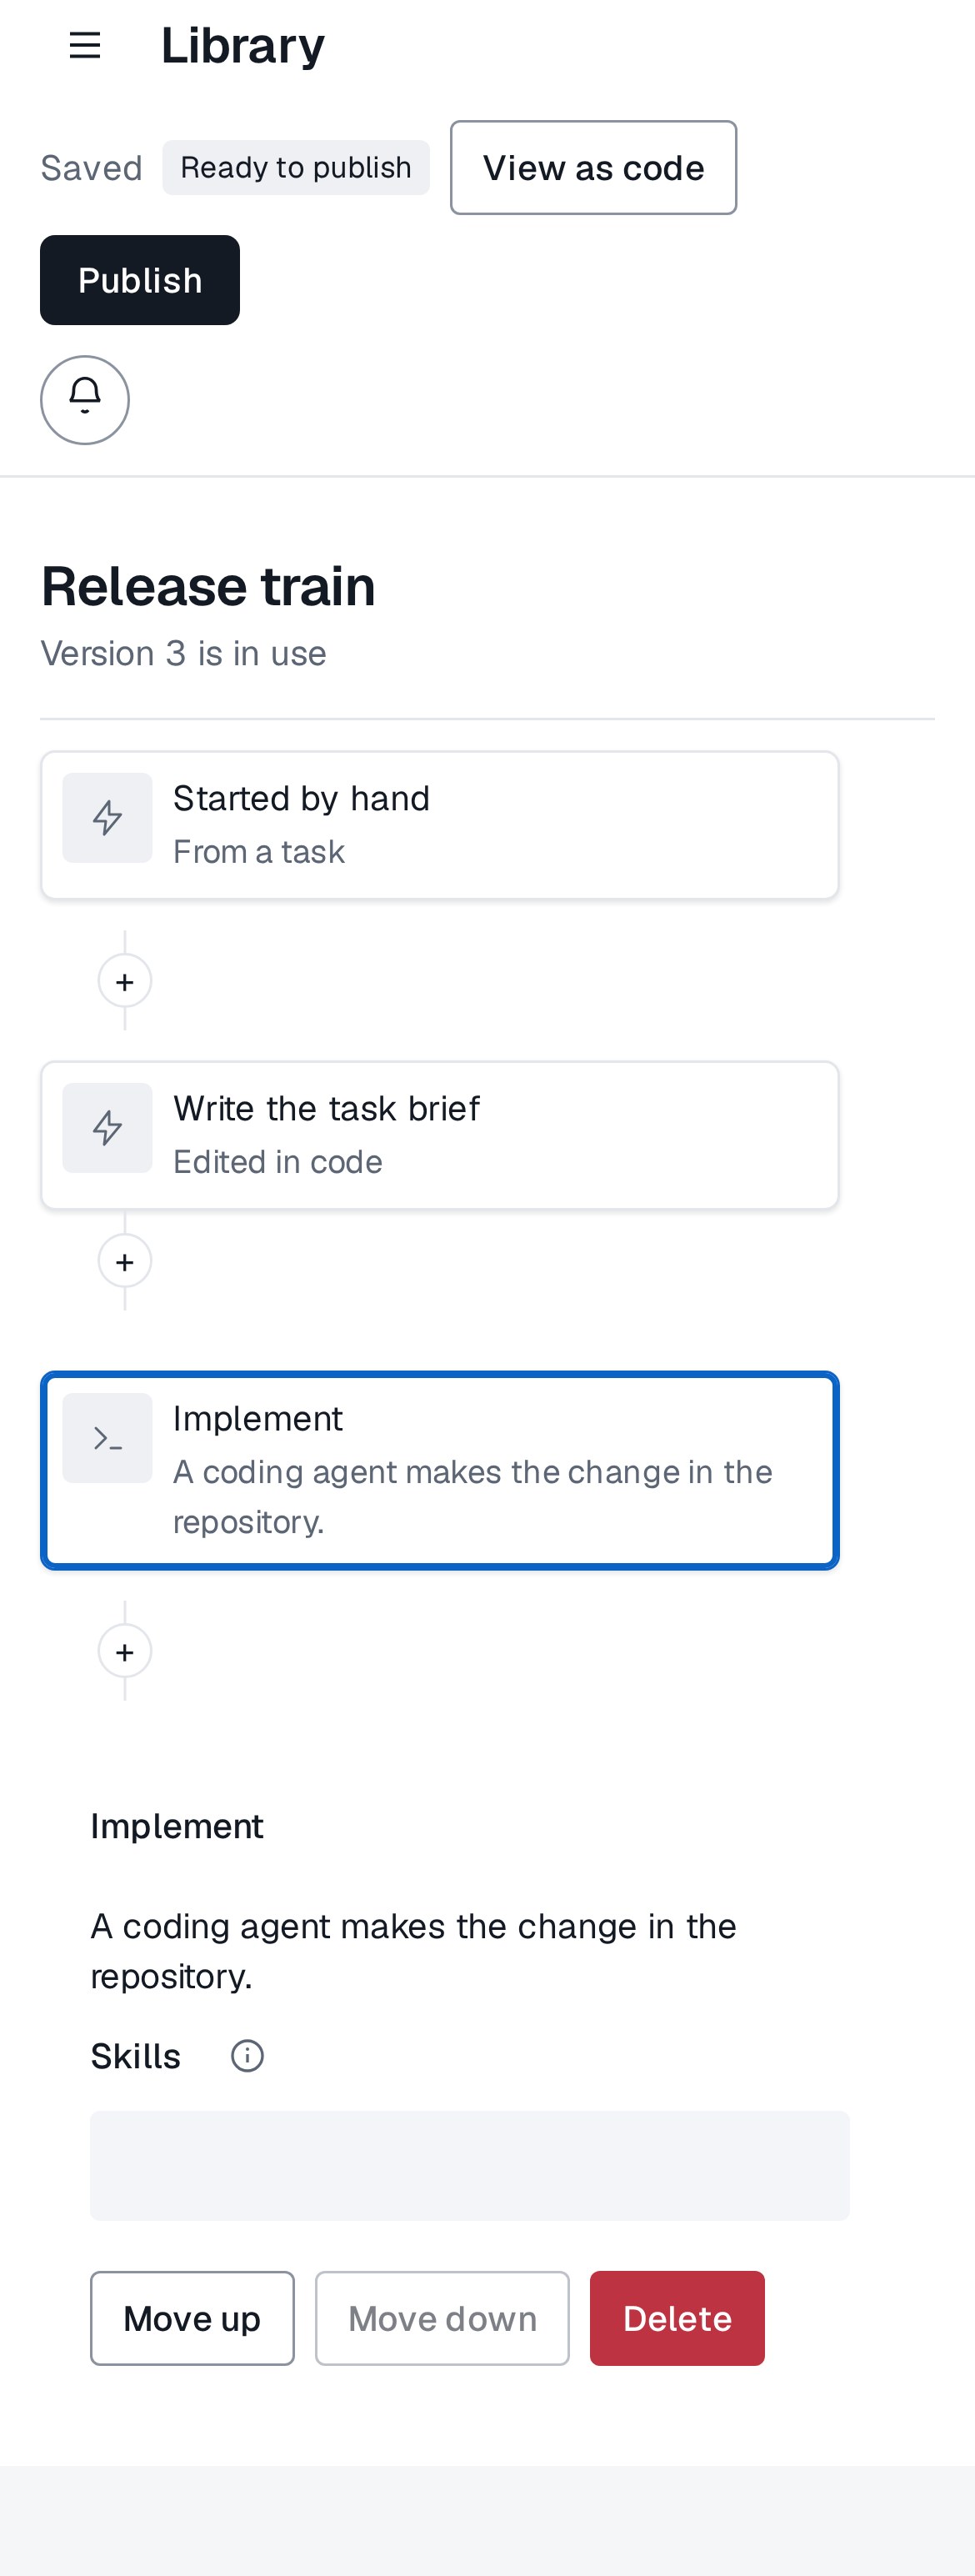 Library
Saved
Ready to publish
View as code
Publish
Release train
Version 3 is in use
Started by hand
From a task
+
Write the task brief
Edited in code
+
Implement
A coding agent makes the change in the
repository.
+
Implement
A coding agent makes the change in the
repository.
Skills
Move up
Move down
Delete